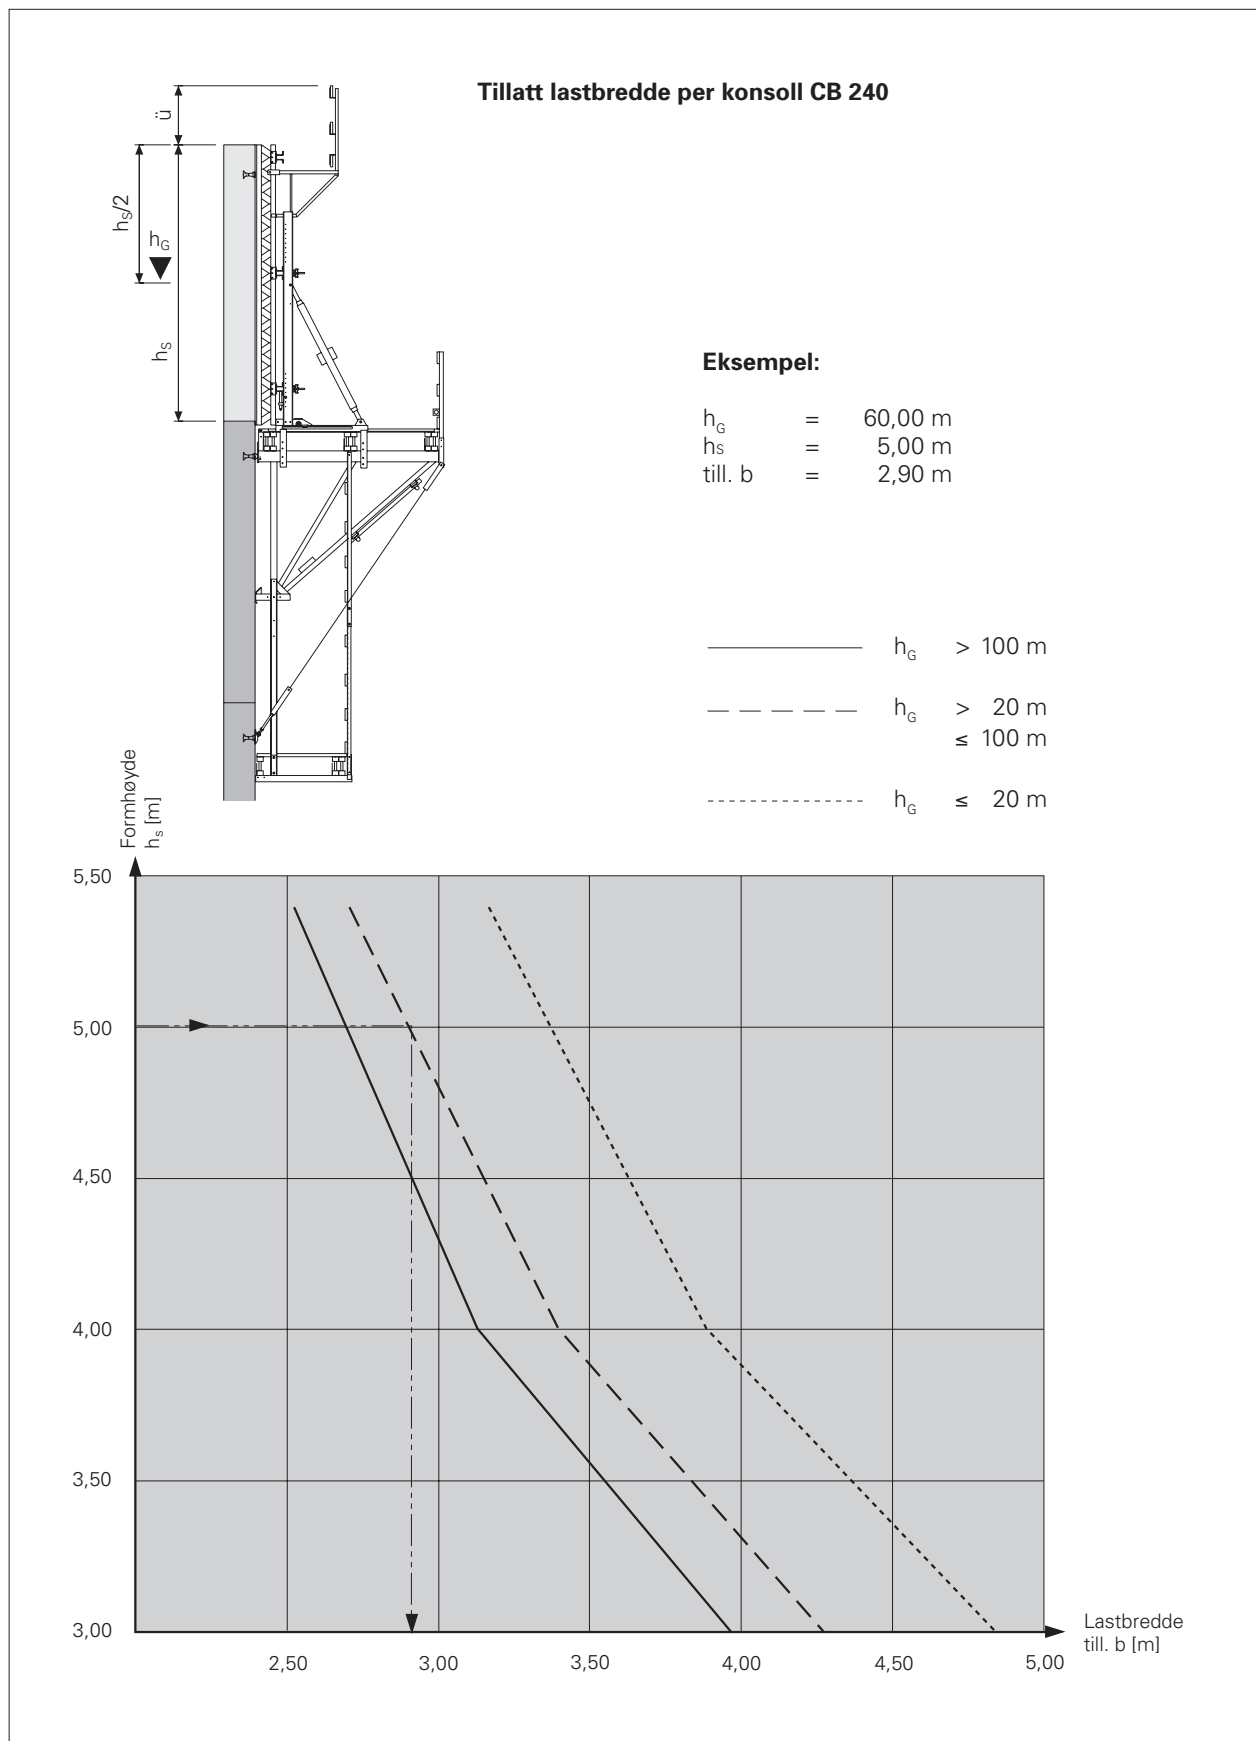 Tillatt lastbredde per konsoll CB 240
ü
hS/2
hG
hS
Eksempel:
hG = 60,00 m
hS = 5,00 m
till. b = 2,90 m
hG > 100 m
hG > 20 m
≤ 100 m
hG ≤ 20 m
Formhøyde
hs [m]
5,50
5,00
4,50
4,00
3,50
3,00
2,50 3,00 3,50 4,00 4,50 5,00
Lastbredde
till. b [m]